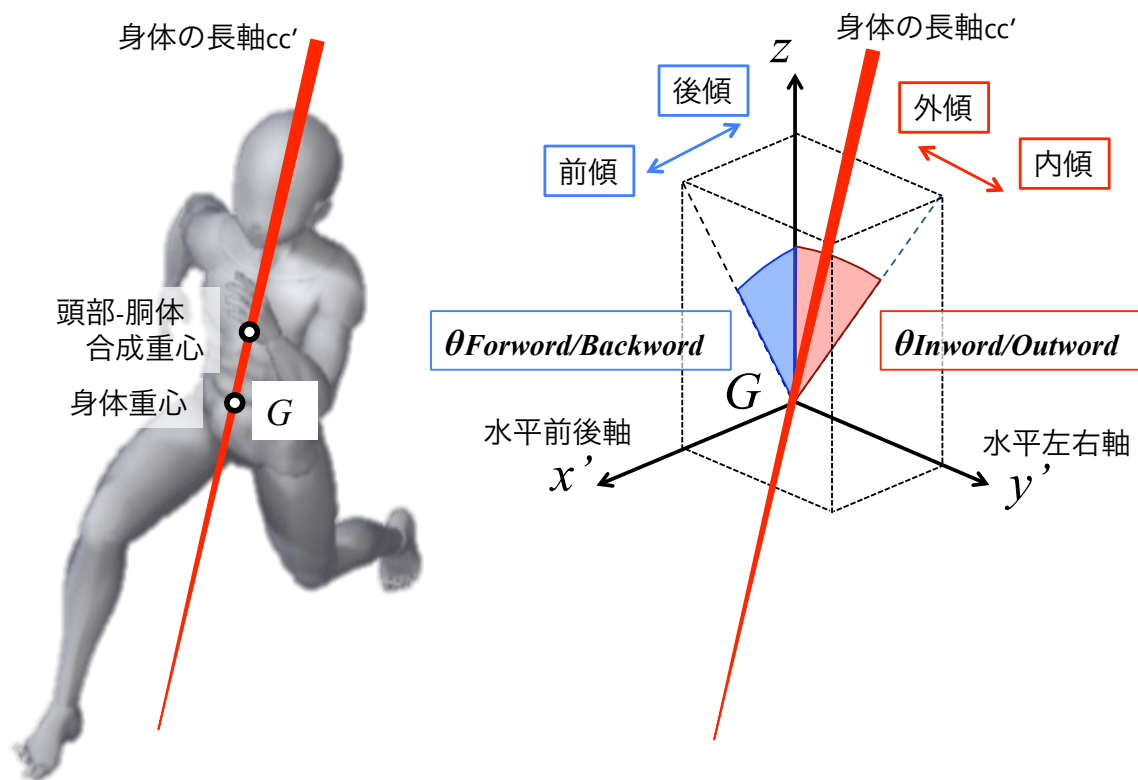 身体の長軸cc’
頭部-胴体
合成重心
身体重心
G
身体の長軸cc’
z
後傾
前傾
外傾
内傾
θForword/Backword
θInword/Outword
G
水平前後軸
x’
水平左右軸
y’